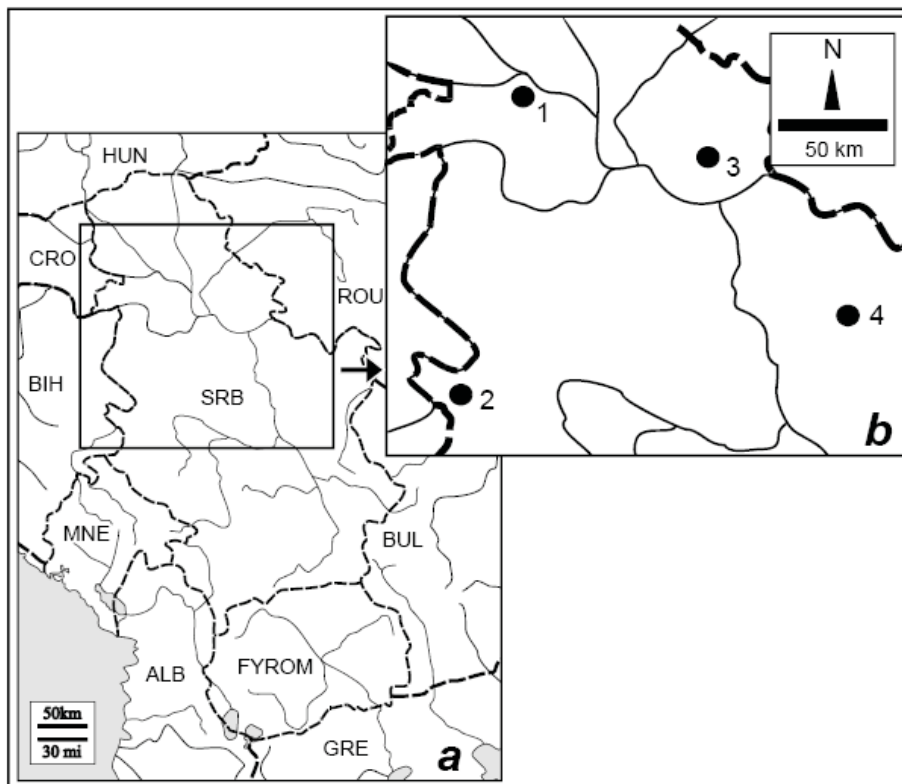 HUN
CRO
ROU
BIH
SRB
MNE
BUL
ALB
FYROM
GRE
50km
30 mi
a
N
50 km
1
3
4
2
b